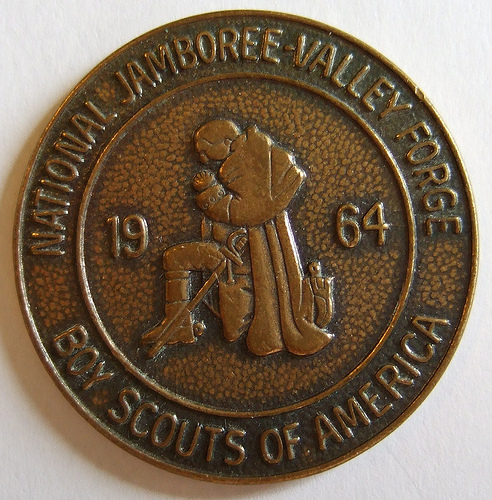 NATIONAL JAMBOREE-VALLEY FORGE
19 64
BOY SCOUTS OF AMERICA